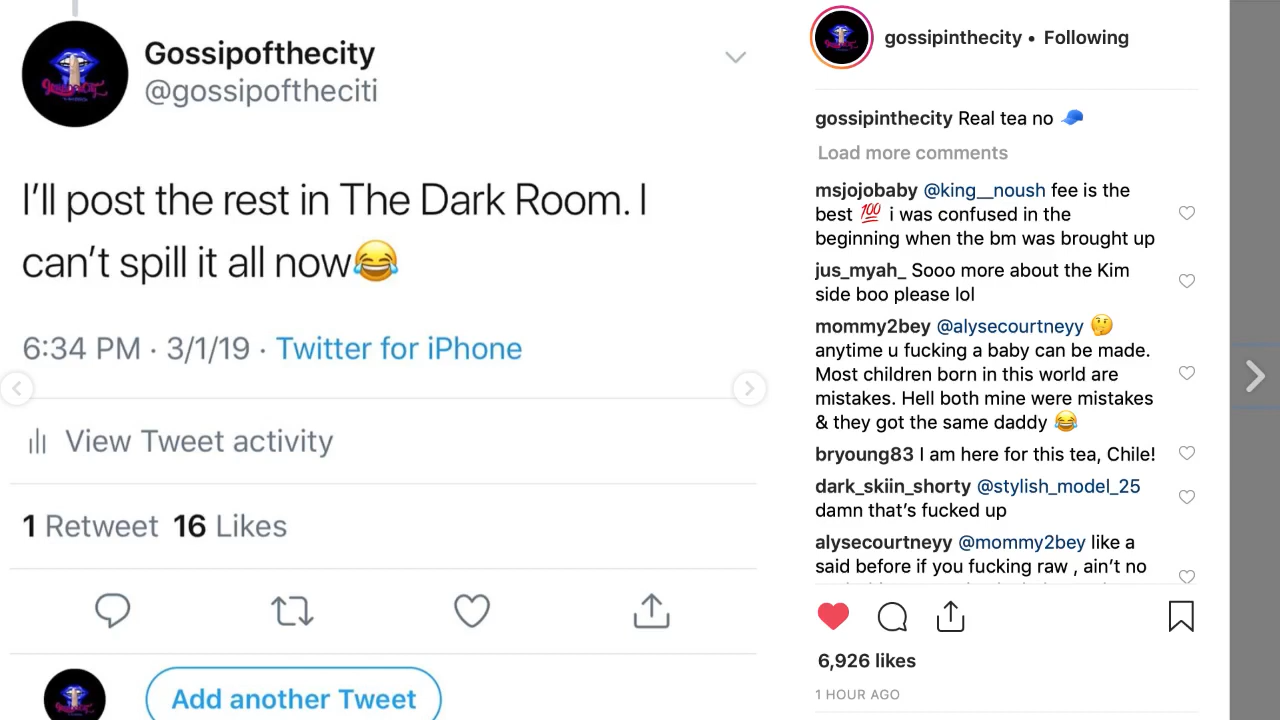 Gossipofthecity
@gossipoftheciti
I'll post the rest in The Dark Room. I
can't spill it all now😂
6:34 PM · 3/1/19 · Twitter for iPhone
View Tweet activity
1 Retweet 16 Likes
Add another Tweet
gossipinthecity • Following
gossipinthecity Real tea no 🧢
Load more comments
msjojobaby @king__noush fee is the
best 💯 i was confused in the
beginning when the bm was brought up
jus_myah_ Sooo more about the Kim
side boo please lol
mommy2bey @alysecourtneyy 🤔
anytime u fucking a baby can be made.
Most children born in this world are
mistakes. Hell both mine were mistakes
& they got the same daddy 😂
bryoung83 I am here for this tea, Chile!
dark_skiin_shorty @stylish_model_25
damn that's fucked up
alysecourtneyy @mommy2bey like a
said before if you fucking raw , ain't no
6,926 likes
1 HOUR AGO